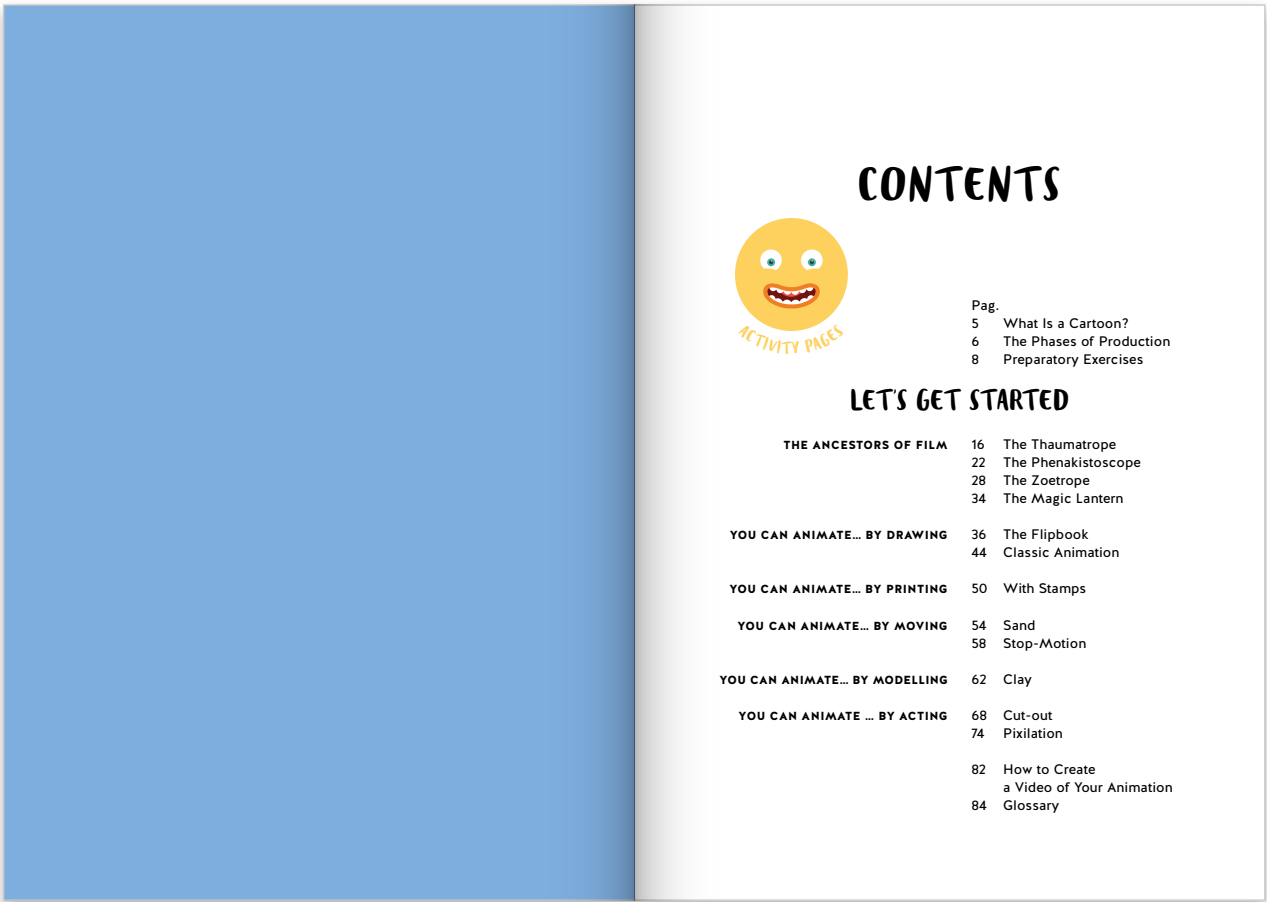 CONTENTS
ACTIVITY PAGES
Pag.
5 What Is a Cartoon?
6 The Phases of Production
8 Preparatory Exercises
LET'S GET STARTED
THE ANCESTORS OF FILM 16 The Thaumatrope
22 The Phenakistoscope
28 The Zoetrope
34 The Magic Lantern
YOU CAN ANIMATE... BY DRAWING 36 The Flipbook
44 Classic Animation
YOU CAN ANIMATE... BY PRINTING 50 With Stamps
YOU CAN ANIMATE... BY MOVING 54 Sand
58 Stop-Motion
YOU CAN ANIMATE... BY MODELLING 62 Clay
YOU CAN ANIMATE ... BY ACTING 68 Cut-out
74 Pixilation
82 How to Create
a Video of Your Animation
84 Glossary